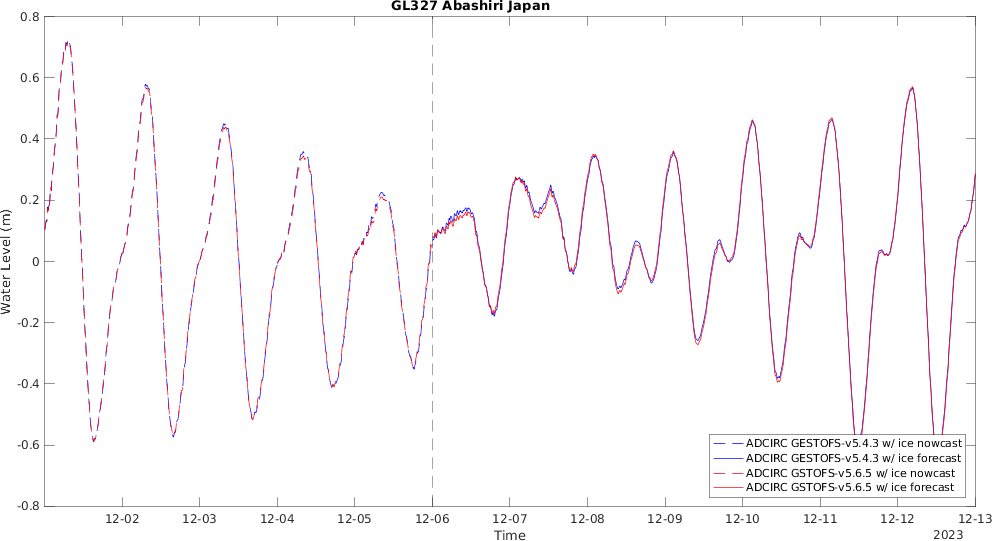 GL327 Abashiri Japan
0.8
0.6
0.4
0.2
0
-0.2
-0.4
-0.6
-0.8
Water Level (m)
12-02 12-03 12-04 12-05 12-06 12-07 12-08 12-09 12-10 12-11 12-12 12-13
Time
2023
ADCIRC GESTOFS-v5.4.3 w/ ice nowcast
ADCIRC GESTOFS-v5.4.3 w/ ice forecast
ADCIRC GSTOFS-v5.6.5 w/ ice nowcast
ADCIRC GSTOFS-v5.6.5 w/ ice forecast